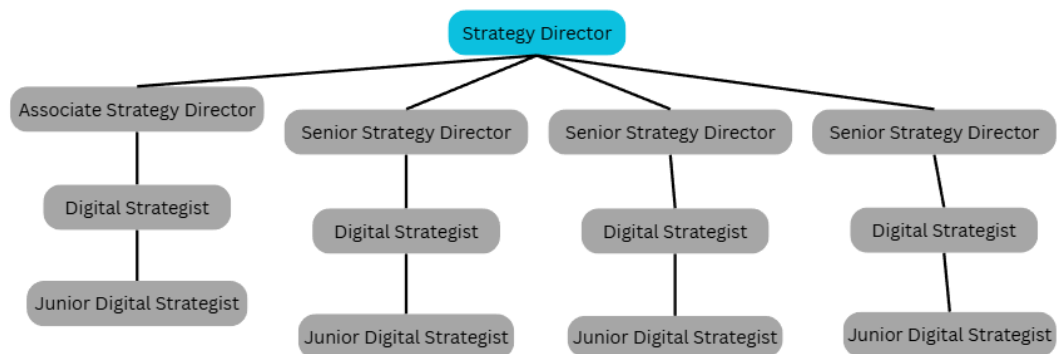 Strategy Director
Associate Strategy Director
Senior Strategy Director
Senior Strategy Director
Senior Strategy Director
Digital Strategist
Digital Strategist
Digital Strategist
Digital Strategist
Junior Digital Strategist
Junior Digital Strategist
Junior Digital Strategist
Junior Digital Strategist